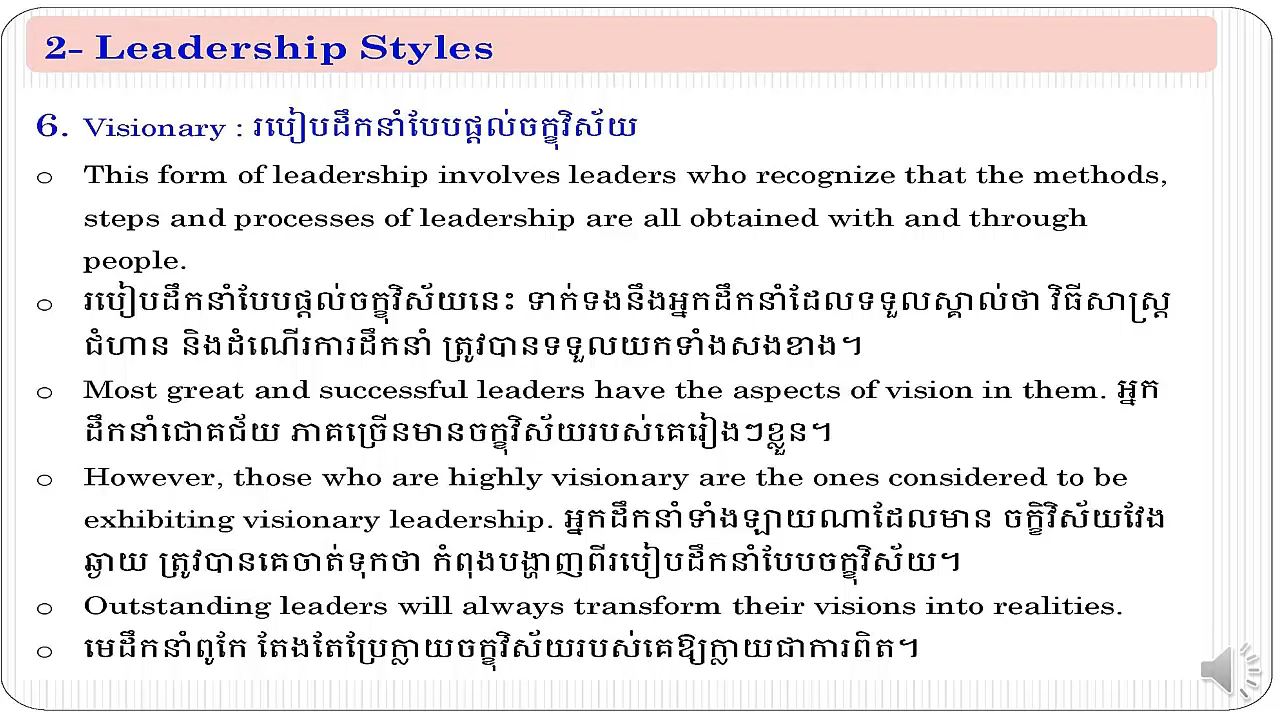 2- Leadership Styles
6. Visionary : របៀបដឹកនាំបែបផ្តល់ចក្ខុវិស័យ
o This form of leadership involves leaders who recognize that the methods,
steps and processes of leadership are all obtained with and through
people.
o របៀបដឹកនាំបែបផ្តល់ចក្ខុវិស័យនេះ ទាក់ទងនឹងអ្នកដឹកនាំដែលទទួលស្គាល់ថា វិធីសាស្ត្រ
ជំហាន និងដំណើរការដឹកនាំ ត្រូវបានទទួលយកទាំងសងខាង។
o Most great and successful leaders have the aspects of vision in them. អ្នក
ដឹកនាំជោគជ័យ ភាគច្រើនមានចក្ខុវិស័យរបស់គេរៀងៗខ្លួន។
o However, those who are highly visionary are the ones considered to be
exhibiting visionary leadership. អ្នកដឹកនាំទាំងឡាយណាដែលមាន ចក្ខិវិស័យវែង
ឆ្ងាយ ត្រូវបានគេចាត់ទុកថា កំពុងបង្ហាញពីរបៀបដឹកនាំបែបចក្ខុវិស័យ។
o Outstanding leaders will always transform their visions into realities.
o មេដឹកនាំពូកែ តែងតែប្រែក្លាយចក្ខុវិស័យរបស់គេឱ្យក្លាយជាការពិត។